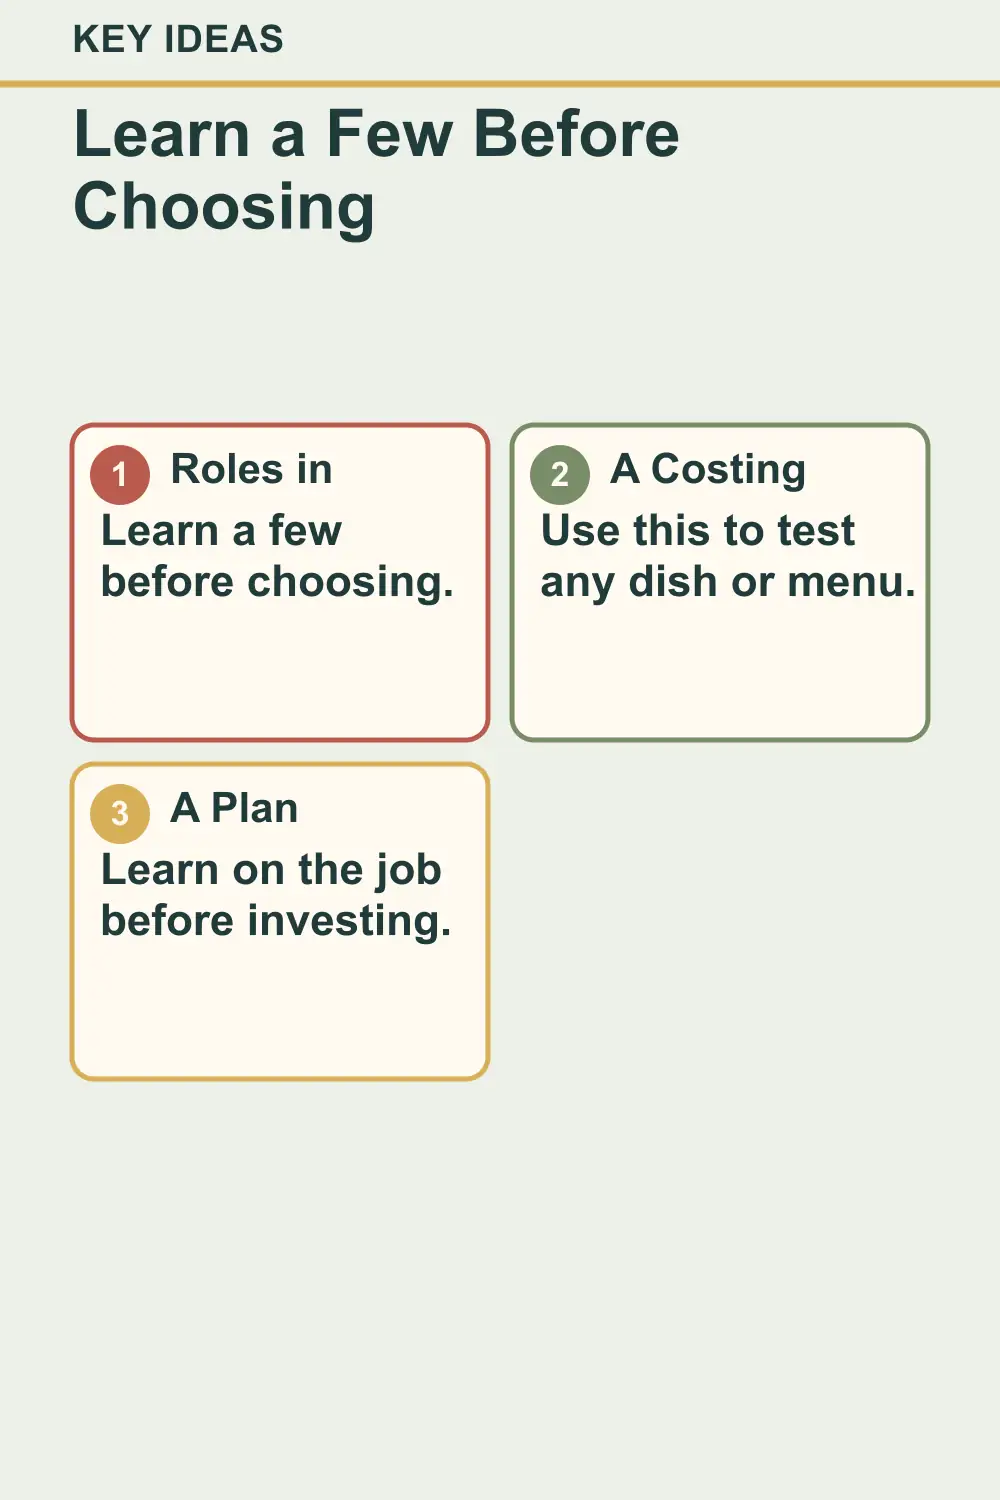 KEY IDEAS
Learn a Few Before
Choosing
1 Roles in
Learn a few
before choosing.
2 A Costing
Use this to test
any dish or menu.
3 A Plan
Learn on the job
before investing.